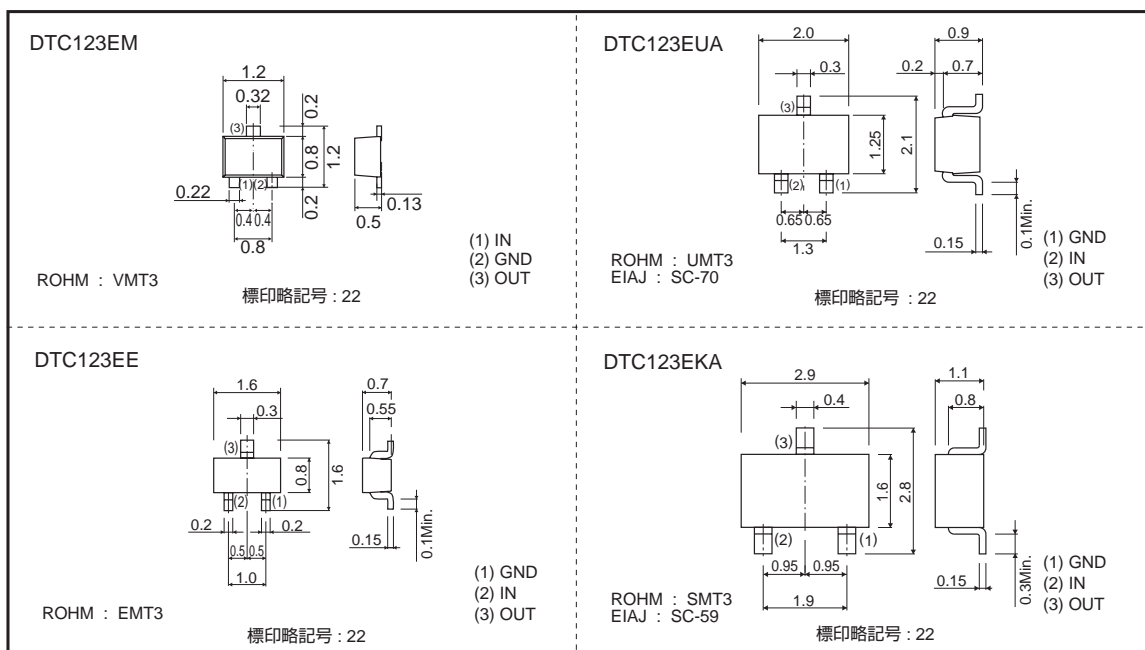 DTC123EM
1.2
0.32
0.2
(3)
0.8
1.2
(1) (2)
0.22
0.2
0.13
0.4 0.4
0.5
0.8
(1) IN
(2) GND
(3) OUT
ROHM : VMT3
標印略記号 : 22
DTC123EUA
2.0
0.9
0.3
0.2
0.7
(3)
1.25
2.1
(2) (1)
0.65 0.65
1.3
0.15
0.1Min.
(1) GND
(2) IN
(3) OUT
ROHM : UMT3
EIAJ : SC-70
標印略記号 : 22
DTC123EE
1.6
0.7
0.3
0.55
(3)
0.8
1.6
(2) (1)
0.2
0.2
0.15
0.1Min.
0.5 0.5
1.0
(1) GND
(2) IN
(3) OUT
ROHM : EMT3
標印略記号 : 22
DTC123EKA
2.9
1.1
0.4
0.8
(3)
1.6
2.8
(2) (1)
0.95 0.95
0.15
0.3Min.
1.9
(1) GND
(2) IN
(3) OUT
ROHM : SMT3
EIAJ : SC-59
標印略記号 : 22